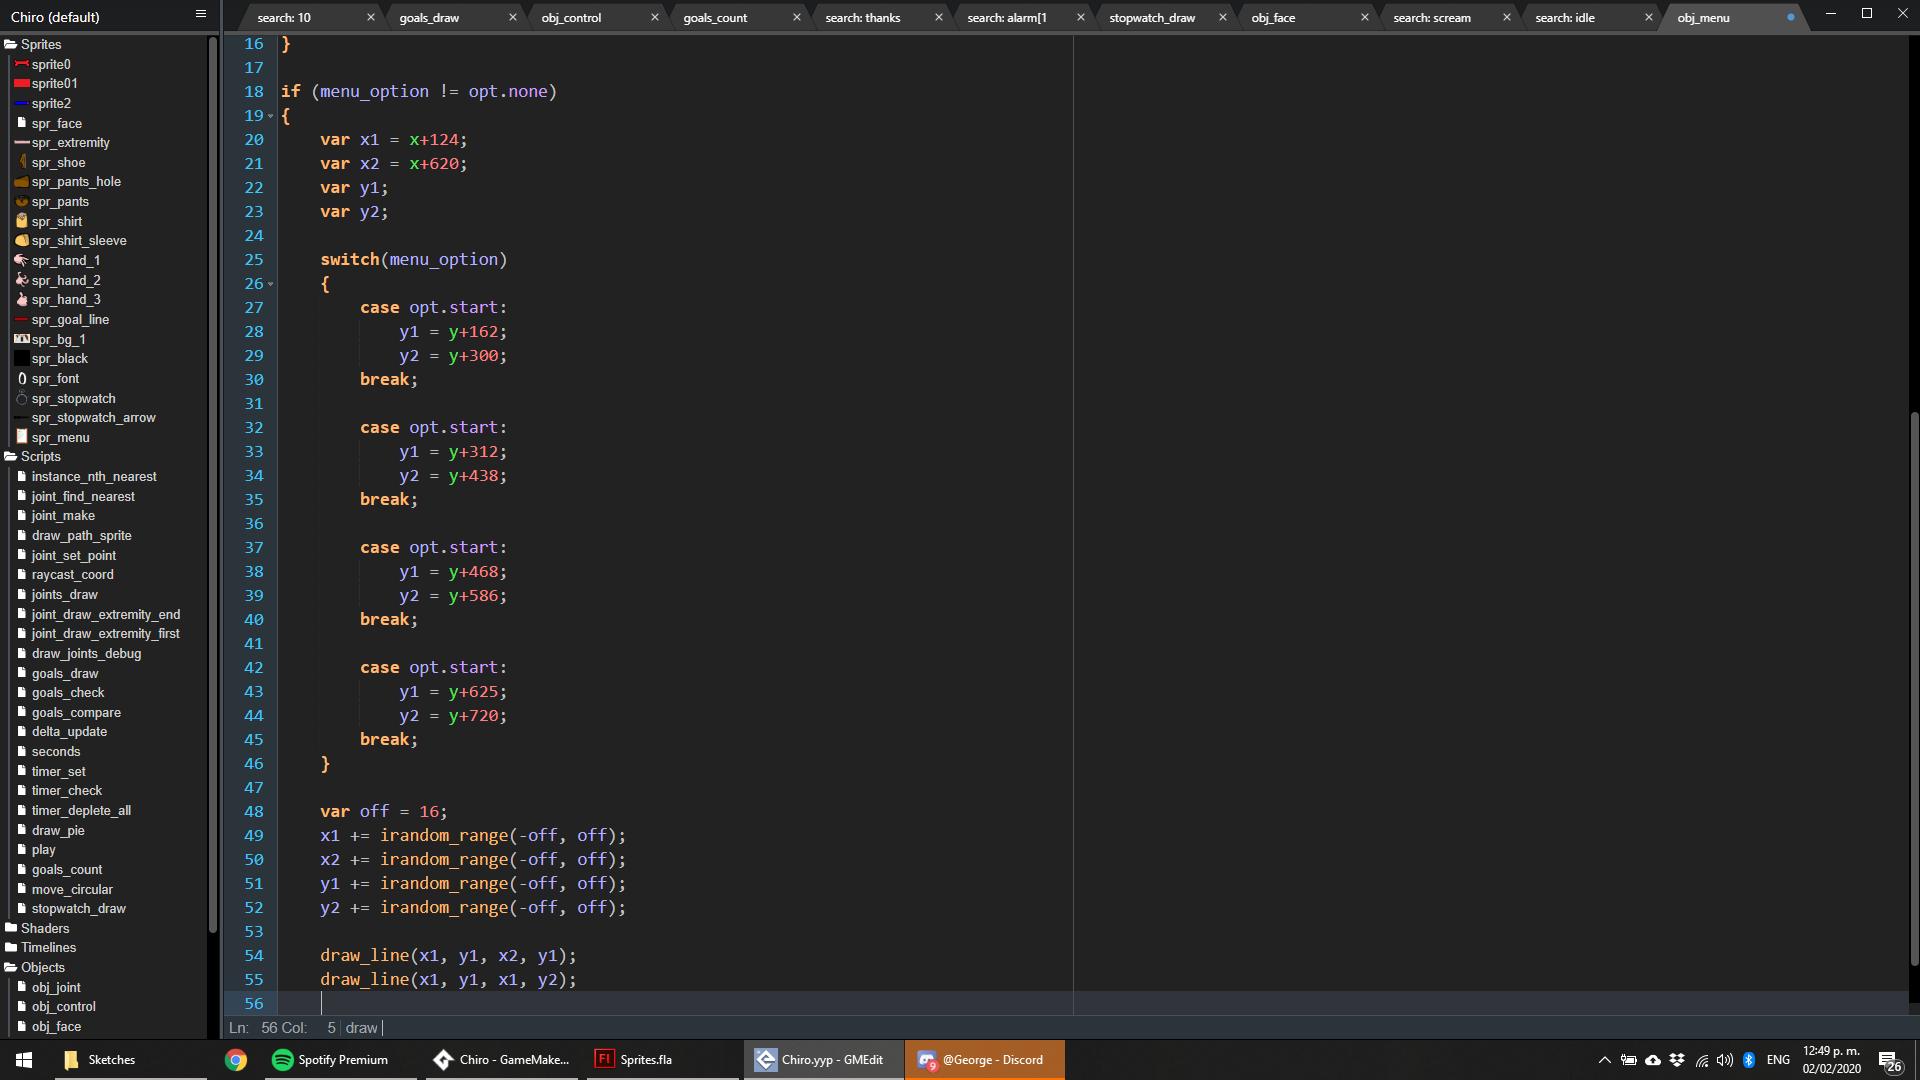 Chiro (default)
search: 10
goals_draw
obj_control
goals_count
search: thanks
search: alarm[1
stopwatch_draw
obj_face
search: scream
search: idle
obj_menu
Sprites
sprite0
sprite01
sprite2
spr_face
spr_extremity
spr_shoe
spr_pants_hole
spr_pants
spr_shirt
spr_shirt_sleeve
spr_hand_1
spr_hand_2
spr_hand_3
spr_goal_line
spr_bg_1
spr_black
spr_font
spr_stopwatch
spr_stopwatch_arrow
spr_menu
Scripts
instance_nth_nearest
joint_find_nearest
joint_make
draw_path_sprite
joint_set_point
raycast_coord
joints_draw
joint_draw_extremity_end
joint_draw_extremity_first
draw_joints_debug
goals_draw
goals_check
goals_compare
delta_update
seconds
timer_set
timer_check
timer_deplete_all
draw_pie
play
goals_count
move_circular
stopwatch_draw
Shaders
Timelines
Objects
obj_joint
obj_control
obj_face
16 }
17
18 if (menu_option != opt.none)
19 {
20 var x1 = x+124;
21 var x2 = x+620;
22 var y1;
23 var y2;
24
25 switch(menu_option)
26 {
27 case opt.start:
28 y1 = y+162;
29 y2 = y+300;
30 break;
31
32 case opt.start:
33 y1 = y+312;
34 y2 = y+438;
35 break;
36
37 case opt.start:
38 y1 = y+468;
39 y2 = y+586;
40 break;
41
42 case opt.start:
43 y1 = y+625;
44 y2 = y+720;
45 break;
46 }
47
48 var off = 16;
49 x1 += irandom_range(-off, off);
50 x2 += irandom_range(-off, off);
51 y1 += irandom_range(-off, off);
52 y2 += irandom_range(-off, off);
53
54 draw_line(x1, y1, x2, y1);
55 draw_line(x1, y1, x1, y2);
56
Ln: 56 Col: 5 draw
Sketches
Spotify Premium
Chiro - GameMake...
Sprites.fla
Chiro.yyp - GMEdit
9 @George - Discord
ENG
12:49 p. m.
02/02/2020
26